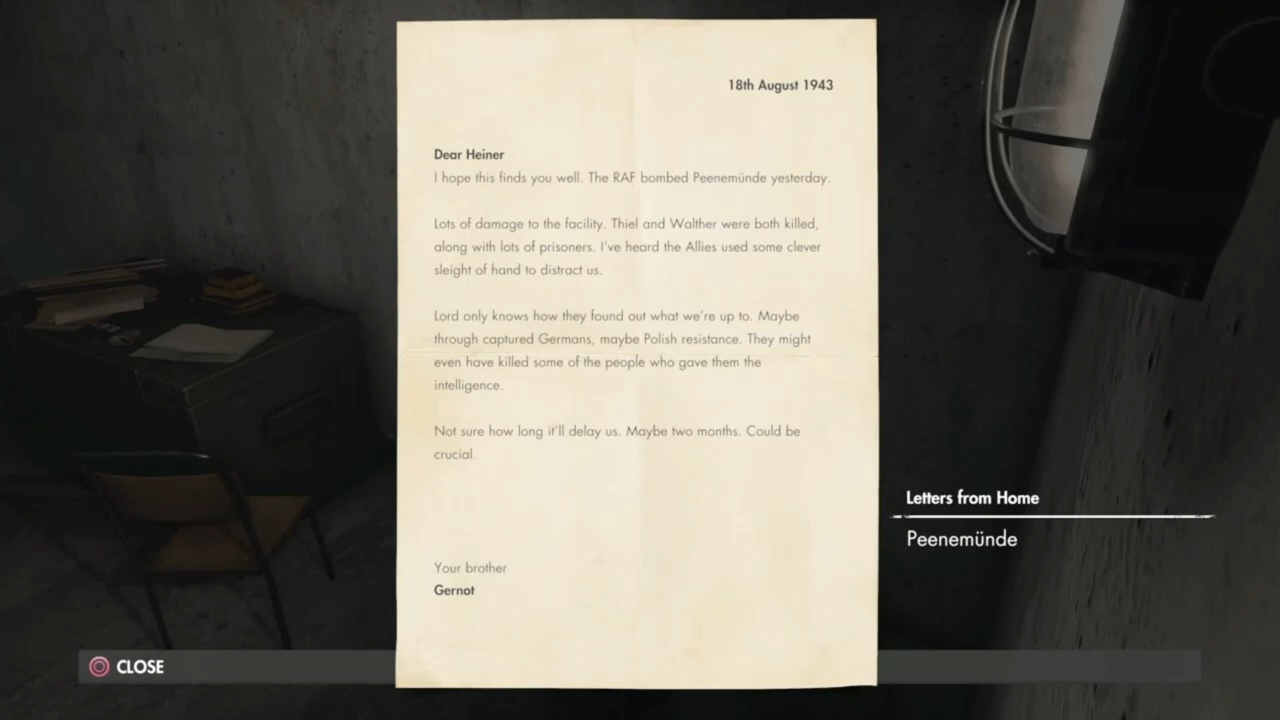 18th August 1943
Dear Heiner
I hope this finds you well. The RAF bombed Peenemünde yesterday.
Lots of damage to the facility. Thiel and Walther were both killed,
along with lots of prisoners. I've heard the Allies used some clever
sleight of hand to distract us.
Lord only knows how they found out what we're up to. Maybe
through captured Germans, maybe Polish resistance. They might
even have killed some of the people who gave them the
intelligence.
Not sure how long it'll delay us. Maybe two months. Could be
crucial.
Your brother
Gernot
Letters from Home
Peenemünde
CLOSE